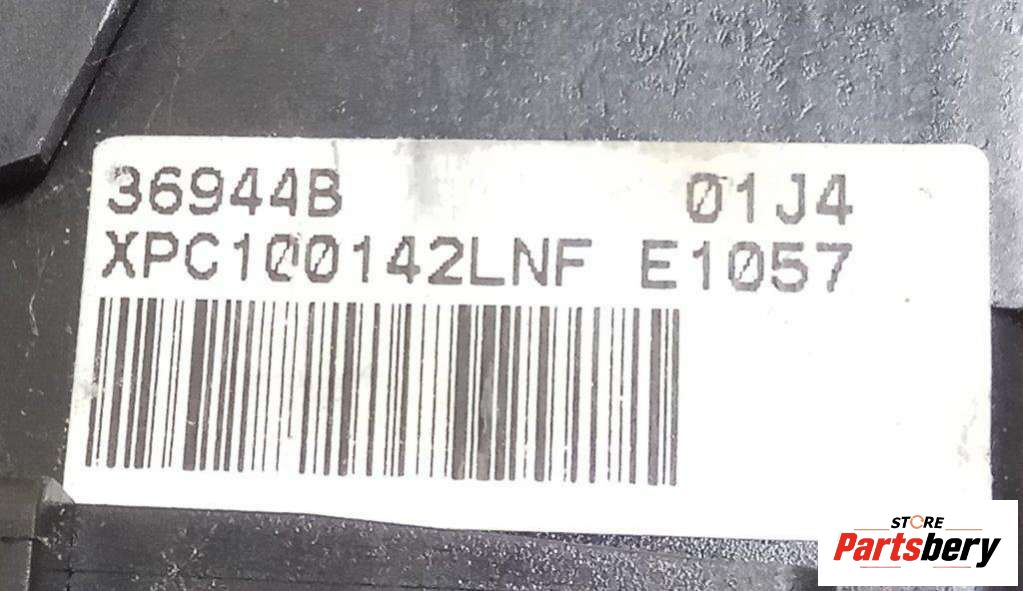 36944B 01J4
XPC100142LNF E1057
STORE
Partsbery